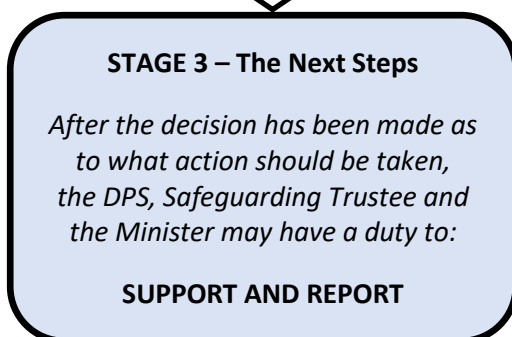 STAGE 3 – The Next Steps
After the decision has been made as
to what action should be taken,
the DPS, Safeguarding Trustee and
the Minister may have a duty to:
SUPPORT AND REPORT